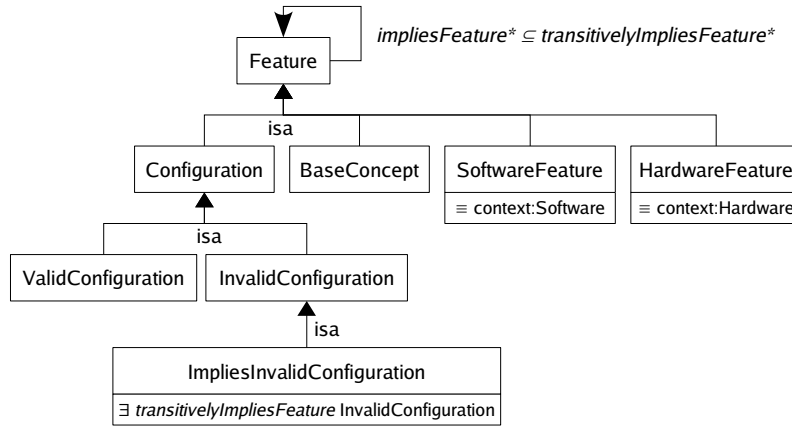 impliesFeature* ⊆ transitivelyImpliesFeature*
Feature
isa
Configuration
BaseConcept
SoftwareFeature
HardwareFeature
≡ context:Software
≡ context:Hardware
isa
ValidConfiguration
InvalidConfiguration
isa
ImpliesInvalidConfiguration
∃ transitivelyImpliesFeature InvalidConfiguration